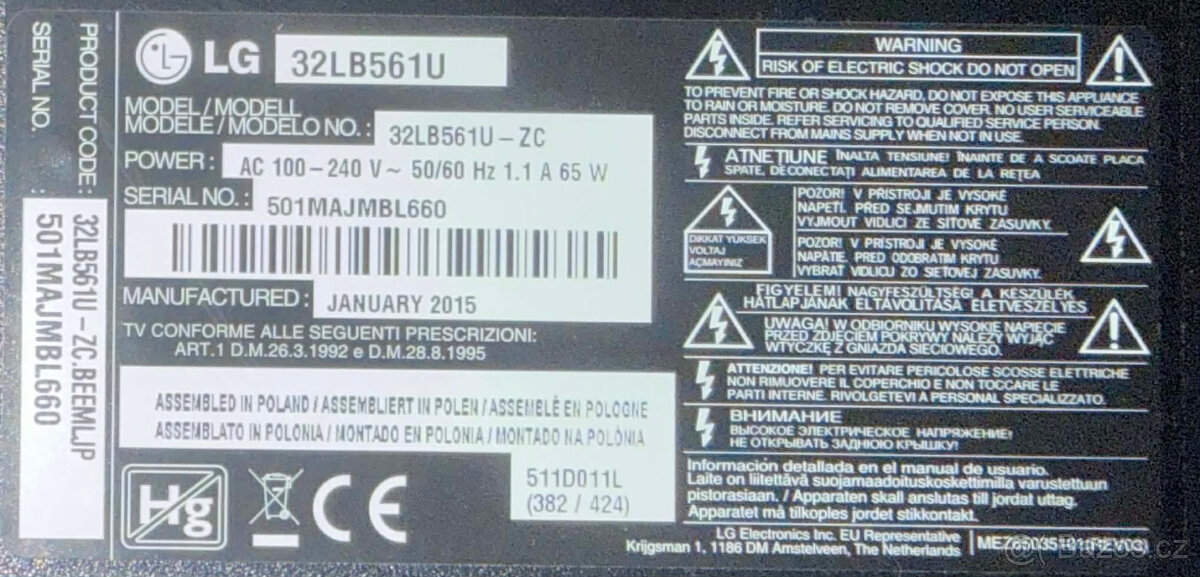 PRODUCT CODE :
SERIAL NO. :
32LB561U-ZC.BEEMLJP
501MAJMBL660
LG 32LB561U
MODEL / MODELL
MODELE / MODELO NO. : 32LB561U-ZC
POWER : AC 100-240 V~ 50/60 Hz 1.1 A 65 W
SERIAL NO. : 501MAJMBL660
MANUFACTURED : JANUARY 2015
TV CONFORME ALLE SEGUENTI PRESCRIZIONI:
ART.1 D.M.26.3.1992 e D.M.28.8.1995
ASSEMBLED IN POLAND / ASSEMBLIERT IN POLEN / ASSEMBLÉ EN POLOGNE
ASSEMBLATO IN POLONIA / MONTADO EN POLONIA / MONTADO NA POLÓNIA
511D011L
(382 / 424)
Hg
CE
WARNING
RISK OF ELECTRIC SHOCK DO NOT OPEN
TO PREVENT FIRE OR SHOCK HAZARD, DO NOT EXPOSE THIS APPLIANCE
TO RAIN OR MOISTURE. DO NOT REMOVE COVER. NO USER SERVICEABLE
PARTS INSIDE. REFER SERVICING TO QUALIFIED SERVICE PERSON.
DISCONNECT FROM MAINS SUPPLY WHEN NOT IN USE.
ATNEȚIUNE ÎNALTA TENSIUNE! ÎNAINTE DE A SCOATE PLACA
SPATE, DECONECTAȚI ALIMENTAREA DE LA REȚEA
DIKKAT YUKSEK
VOLTAJ
AÇMAYINIZ
POZOR! V PŘÍSTROJI JE VYSOKÉ
NAPETÍ. PŘED SEJMUTIM KRYTU
VYJMOUT VIDLICI ZE SÍTOVÉ ZÁSUVKY.
POZOR! V PRÍSTROJI JE VYSOKÉ
NAPÄTIE. PRED ODOBRATIM KRYTU
VYBRAT VIDLICU ZO SIEŤOVEJ ZÁSUVKY.
FIGYELEM! NAGYFESZÜLTSÉG! A KÉSZÜLÉK
HÁTLAPJÁNAK ELTÁVOLÍTÁSA ÉLETVESZÉLYES
UWAGA! W ODBIORNIKU WYSOKIE NAPIĘCIE
PRZED ZDJĘCIEM POKRYWY NALEŻY WYJĄĆ
WTYCZKĘ Z GNIAZDA SIECIOWEGO.
ATTENZIONE! PER EVITARE PERICOLOSE SCOSSE ELETTRICHE
NON RIMUOVERE IL COPERCHIO E NON TOCCARE LE
PARTI INTERNE. RIVOLGETEVI A PERSONAL SPECIALIZZATO.
ВНИМАНИЕ
ВЫСОКОЕ ЭЛЕКТРИЧЕСКОЕ НАПРЯЖЕНИЕ!
НЕ ОТКРЫВАТЬ ЗАДНЮЮ КРЫШКУ!
Información detallada en el manual de usuario.
Laite on liitettävä suojamaadoituskoskettimilla varustettuun
pistorasiaan. / Apparaten skall anslutas till jordat uttag.
Apparatet må tilkoples jordet stikkontakt.
LG Electronics Inc. EU Representative
Krijgsman 1, 1186 DM Amstelveen, The Netherlands
Bazos.cz